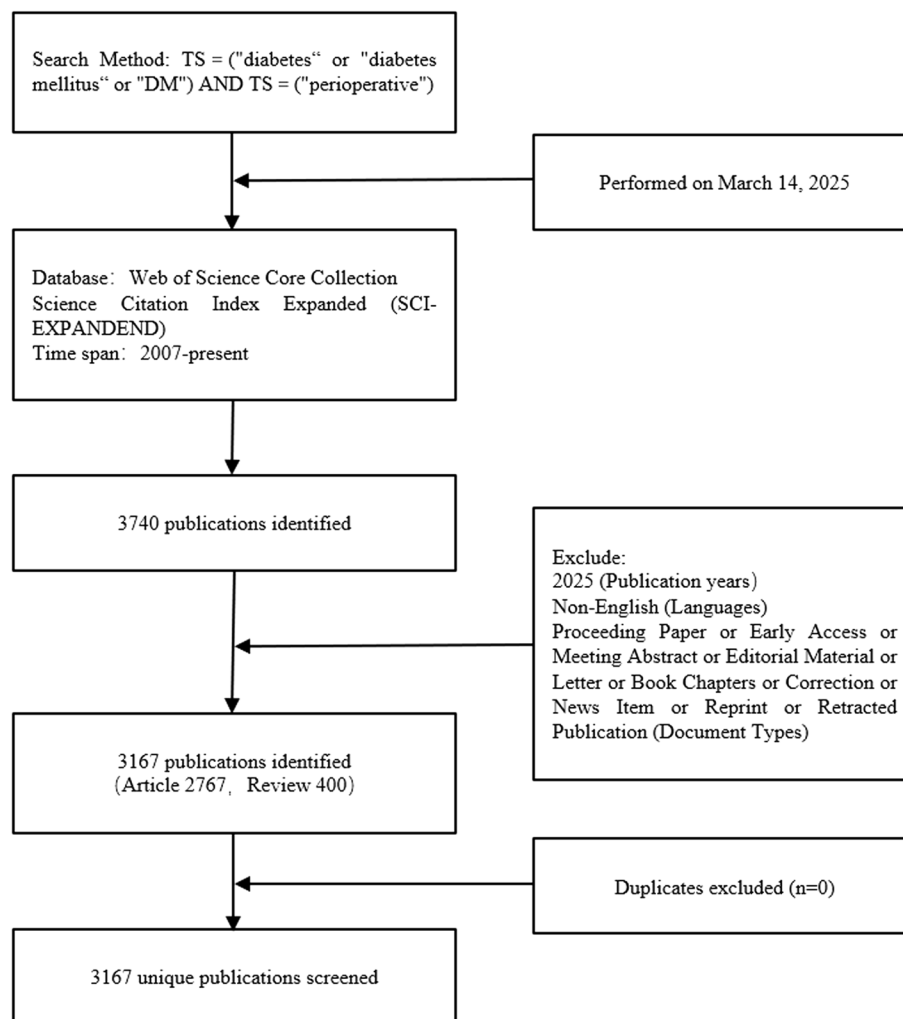 Search Method: TS = ("diabetes“ or "diabetes
mellitus“ or "DM") AND TS = ("perioperative")
Performed on March 14, 2025
Database： Web of Science Core Collection
Science Citation Index Expanded (SCI-
EXPANDEND)
Time span： 2007-present
3740 publications identified
Exclude:
2025 (Publication years)
Non-English (Languages)
Proceeding Paper or Early Access or
Meeting Abstract or Editorial Material or
Letter or Book Chapters or Correction or
News Item or Reprint or Retracted
Publication (Document Types)
3167 publications identified
（Article 2767， Review 400）
Duplicates excluded (n=0)
3167 unique publications screened